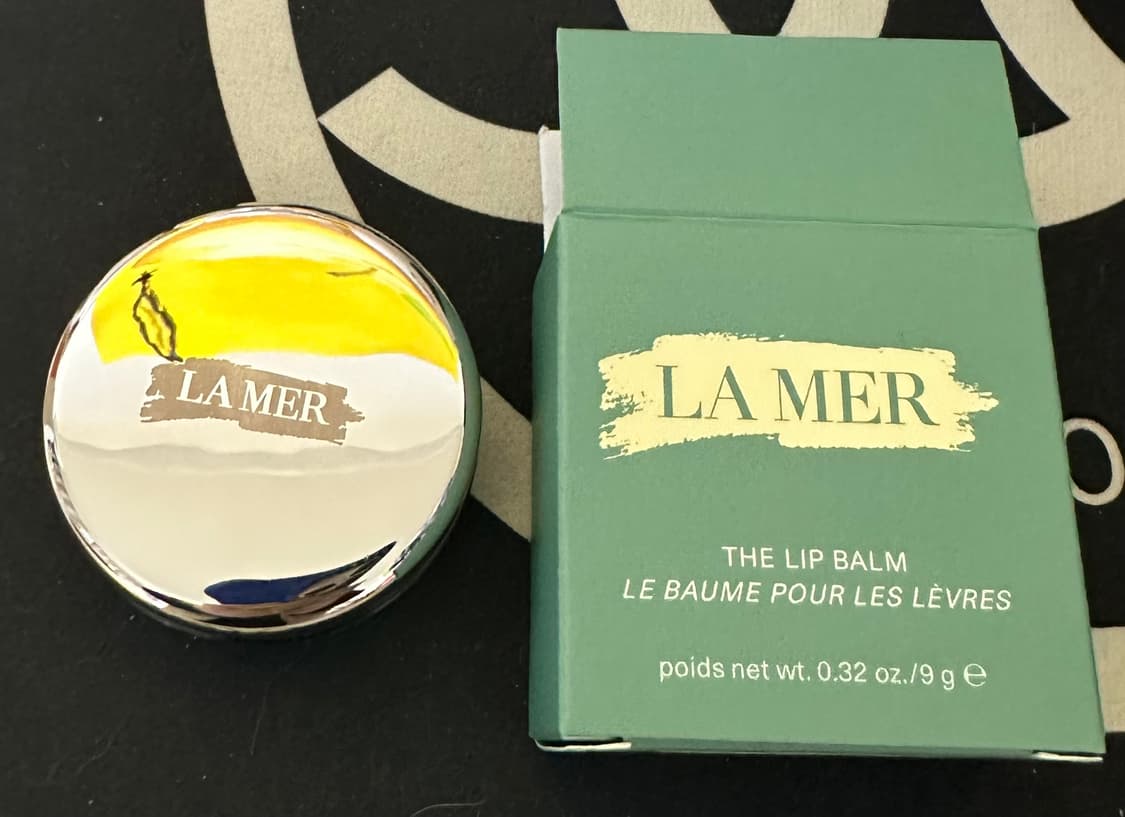 LA MER
LA MER
THE LIP BALM
LE BAUME POUR LES LÈVRES
poids net wt. 0.32 oz./9 g ℮